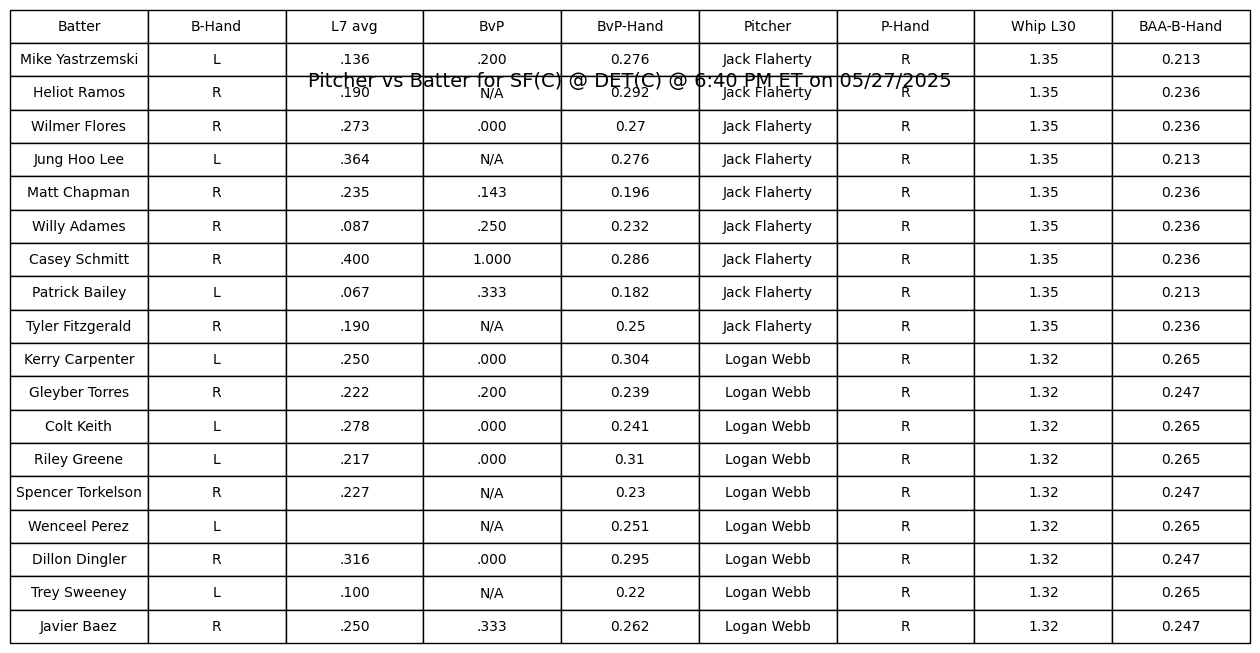 Batter B-Hand L7 avg BvP BvP-Hand Pitcher P-Hand Whip L30 BAA-B-Hand
Mike Yastrzemski L .136 .200 0.276 Jack Flaherty R 1.35 0.213
Pitcher vs Batter for SF(C) @ DET(C) @ 6:40 PM ET on 05/27/2025
Heliot Ramos R .190 N/A 0.292 Jack Flaherty R 1.35 0.236
Wilmer Flores R .273 .000 0.27 Jack Flaherty R 1.35 0.236
Jung Hoo Lee L .364 N/A 0.276 Jack Flaherty R 1.35 0.213
Matt Chapman R .235 .143 0.196 Jack Flaherty R 1.35 0.236
Willy Adames R .087 .250 0.232 Jack Flaherty R 1.35 0.236
Casey Schmitt R .400 1.000 0.286 Jack Flaherty R 1.35 0.236
Patrick Bailey L .067 .333 0.182 Jack Flaherty R 1.35 0.213
Tyler Fitzgerald R .190 N/A 0.25 Jack Flaherty R 1.35 0.236
Kerry Carpenter L .250 .000 0.304 Logan Webb R 1.32 0.265
Gleyber Torres R .222 .200 0.239 Logan Webb R 1.32 0.247
Colt Keith L .278 .000 0.241 Logan Webb R 1.32 0.265
Riley Greene L .217 .000 0.31 Logan Webb R 1.32 0.265
Spencer Torkelson R .227 N/A 0.23 Logan Webb R 1.32 0.247
Wenceel Perez L N/A 0.251 Logan Webb R 1.32 0.265
Dillon Dingler R .316 .000 0.295 Logan Webb R 1.32 0.247
Trey Sweeney L .100 N/A 0.22 Logan Webb R 1.32 0.265
Javier Baez R .250 .333 0.262 Logan Webb R 1.32 0.247